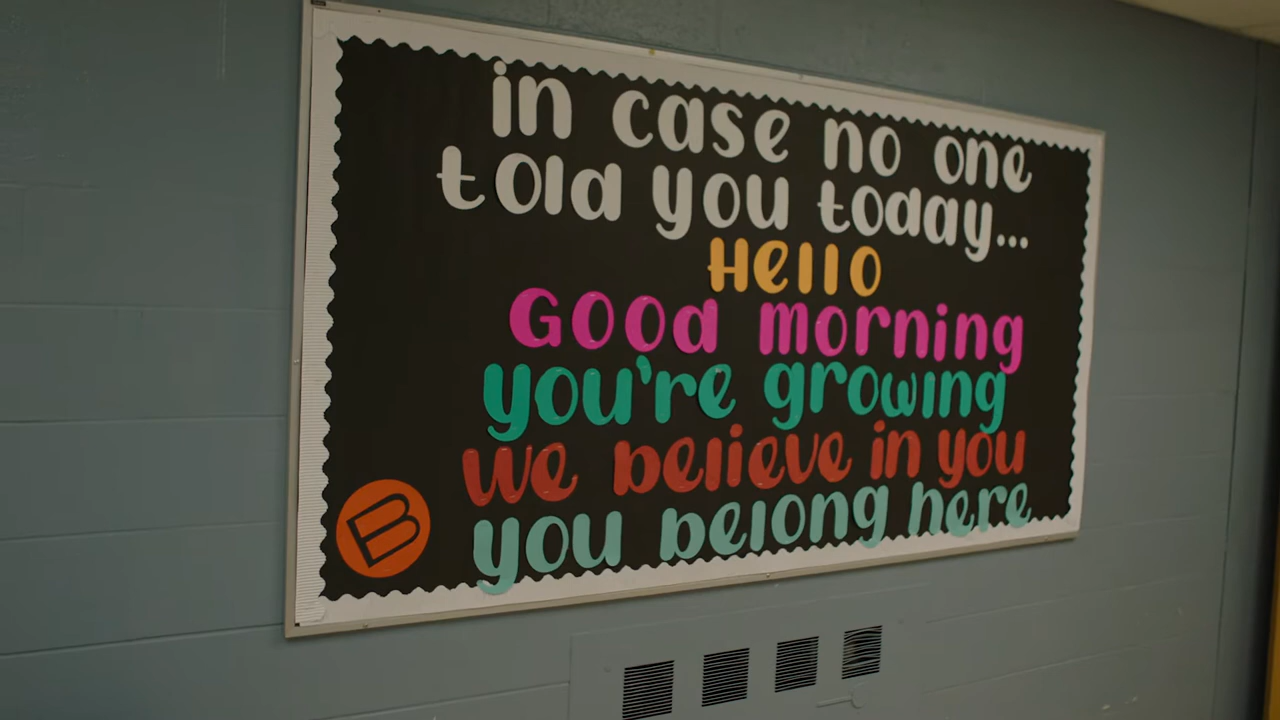 in case no one
told you today...
Hello
Good morning
you're growing
we believe in you
you belong here
B